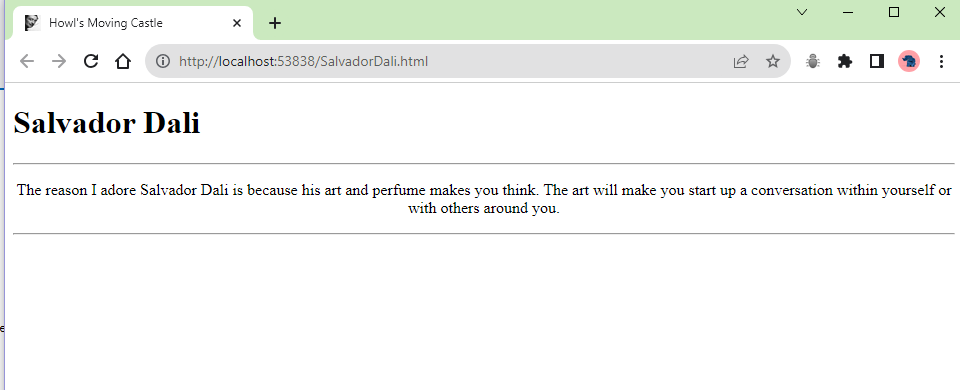 Howl's Moving Castle
http://localhost:53838/SalvadorDali.html
Salvador Dali
The reason I adore Salvador Dali is because his art and perfume makes you think. The art will make you start up a conversation within yourself or
with others around you.